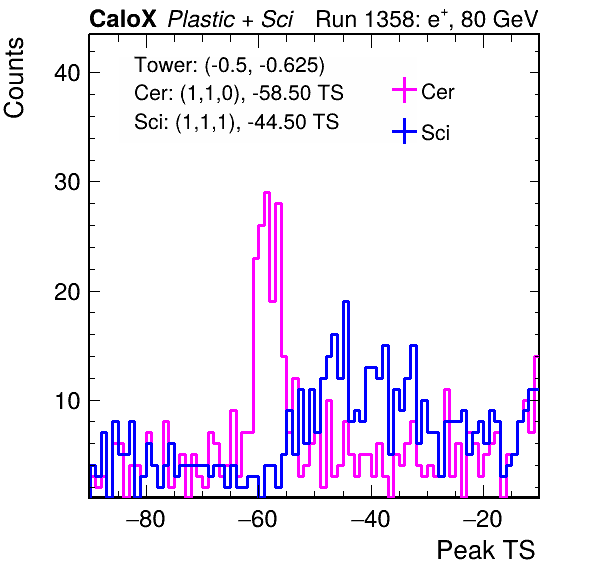 CaloX Plastic + Sci Run 1358: e+, 80 GeV
Counts
Tower: (-0.5, -0.625)
Cer: (1,1,0), -58.50 TS
Sci: (1,1,1), -44.50 TS
Cer
Sci
40
30
20
10
−80 −60 −40 −20
Peak TS